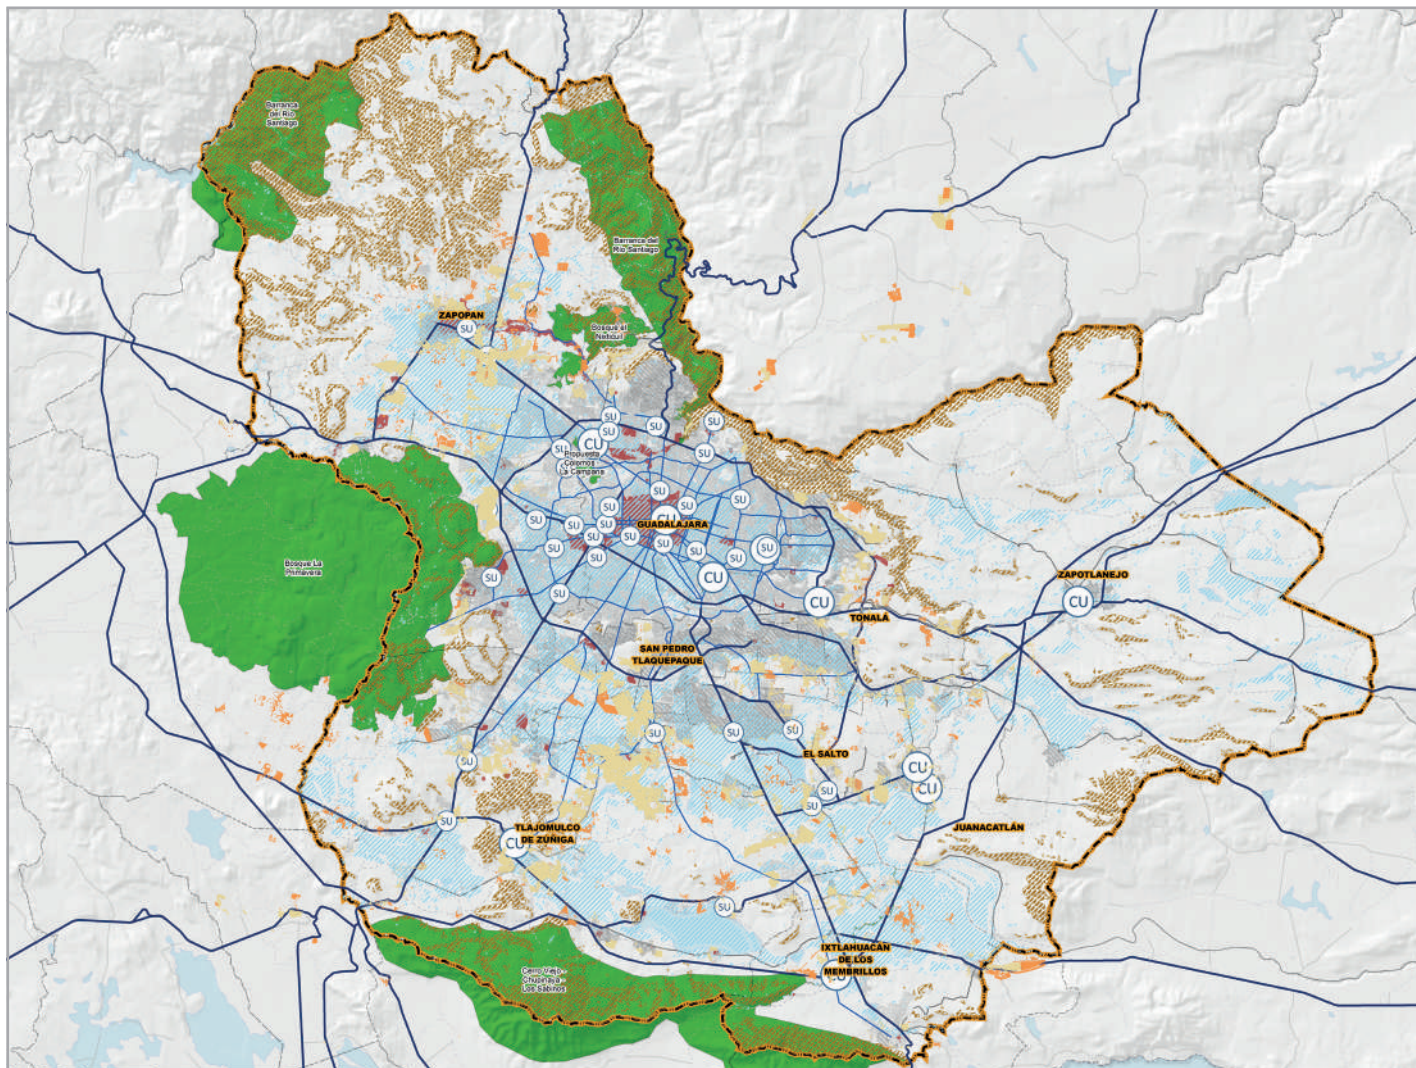 Barranca
del Río
Santiago
Barranca del
Río Santiago
ZAPOPAN
SU
Bosque el
Nixticuil
SU
SU
SU
SU
CU
SU
SU
Propuesta
Colomos
La Campana
SU
SU
SU
SU
SU
SU
CU
GUADALAJARA
SU
SU
SU
SU
SU
SU
SU
SU
SU
SU
SU
Bosque La
Primavera
SU
CU
ZAPOTLANEJO
CU
SU
CU
TONALÁ
SAN PEDRO
TLAQUEPAQUE
SU
SU
SU
EL SALTO
SU
CU
CU
SU
SU
SU
TLAJOMULCO
DE ZÚÑIGA
CU
JUANACATLÁN
SU
IXTLAHUACÁN
DE LOS
MEMBRILLOS
CU
Cerro Viejo -
Chupinaya -
Los Sabinos